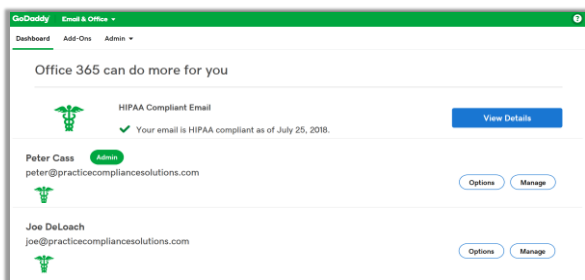 GoDaddy Email & Office
Dashboard Add-Ons Admin
Office 365 can do more for you
HIPAA Compliant Email
Your email is HIPAA compliant as of July 25, 2018.
View Details
Peter Cass Admin
peter@practicecompliancesolutions.com
Options Manage
Joe DeLoach
joe@practicecompliancesolutions.com
Options Manage